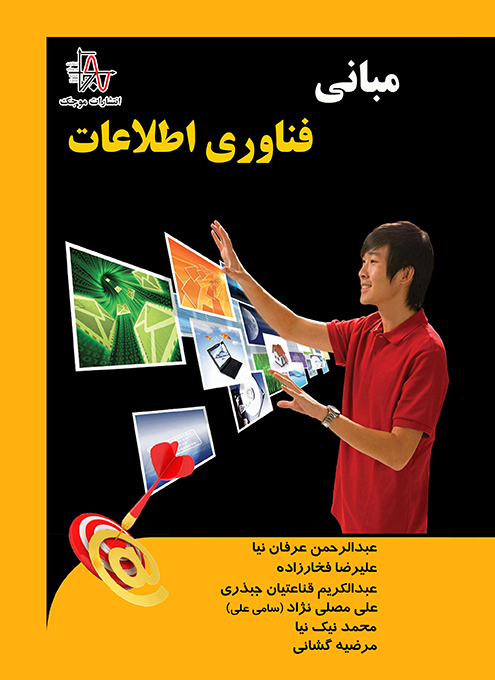 انتشارات موجک
مبانی
فناوری اطلاعات
@
عبدالرحمن عرفان نیا
علیرضا فخارزاده
عبدالکریم قناعتیان جبذری
علی مصلی نژاد (سامی علی)
محمد نیک نیا
مرضیه گشانی